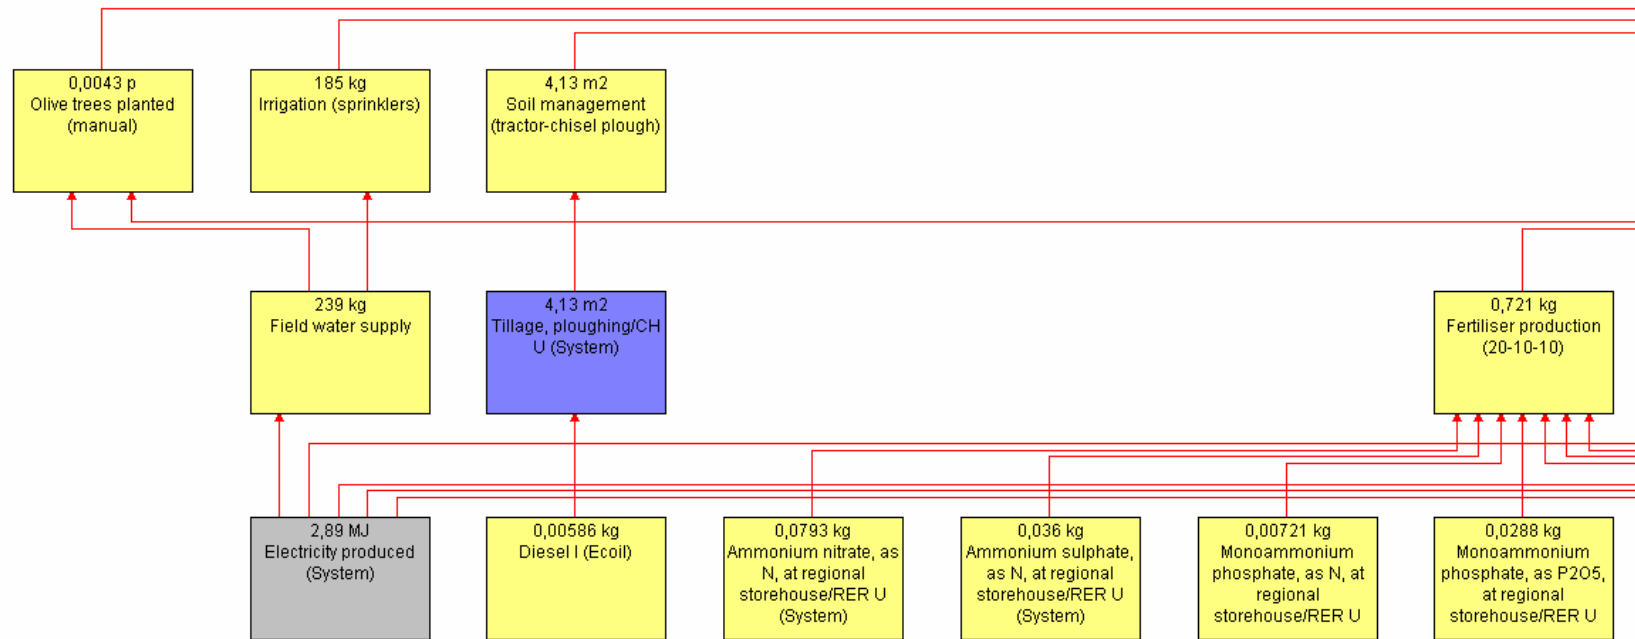 0,0043 p
Olive trees planted
(manual)
185 kg
Irrigation (sprinklers)
4,13 m2
Soil management
(tractor-chisel plough)
239 kg
Field water supply
4,13 m2
Tillage, ploughing/CH
U (System)
0,721 kg
Fertiliser production
(20-10-10)
2,89 MJ
Electricity produced
(System)
0,00586 kg
Diesel I (Ecoil)
0,0793 kg
Ammonium nitrate, as
N, at regional
storehouse/RER U
(System)
0,036 kg
Ammonium sulphate,
as N, at regional
storehouse/RER U
(System)
0,00721 kg
Monoammonium
phosphate, as N, at
regional
storehouse/RER U
0,0288 kg
Monoammonium
phosphate, as P2O5,
at regional
storehouse/RER U